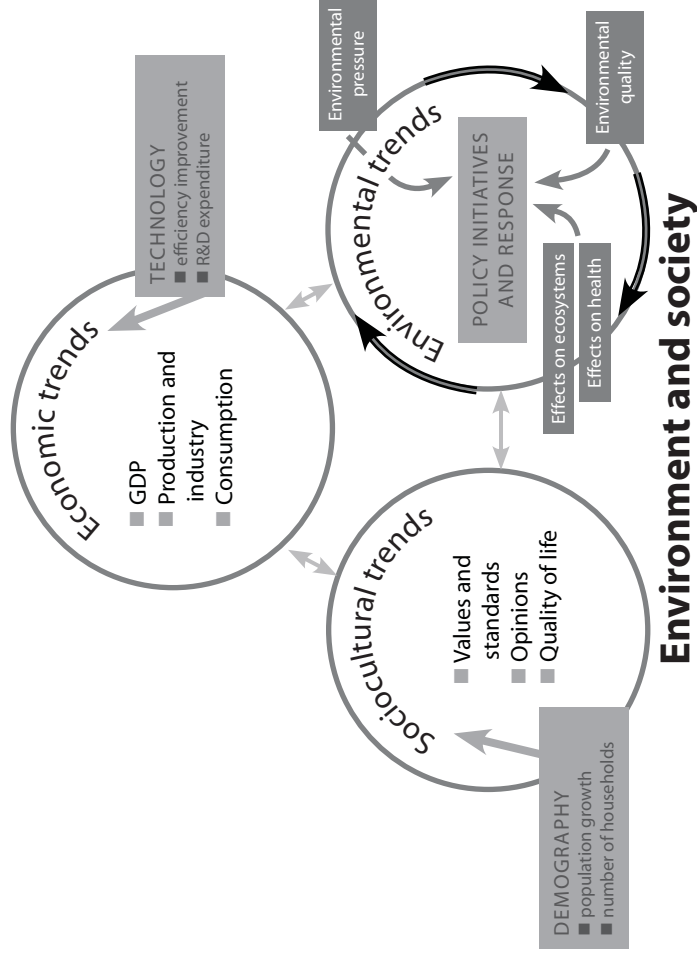 Economic trends
GDP
Production and
industry
Consumption
TECHNOLOGY
efficiency improvement
R&D expenditure
Sociocultural trends
Values and
standards
Opinions
Quality of life
DEMOGRAPHY
population growth
number of households
Environmental trends
Environmental
pressure
POLICY INITIATIVES
AND RESPONSE
Effects on ecosystems
Effects on health
Environmental
quality
Environment and society